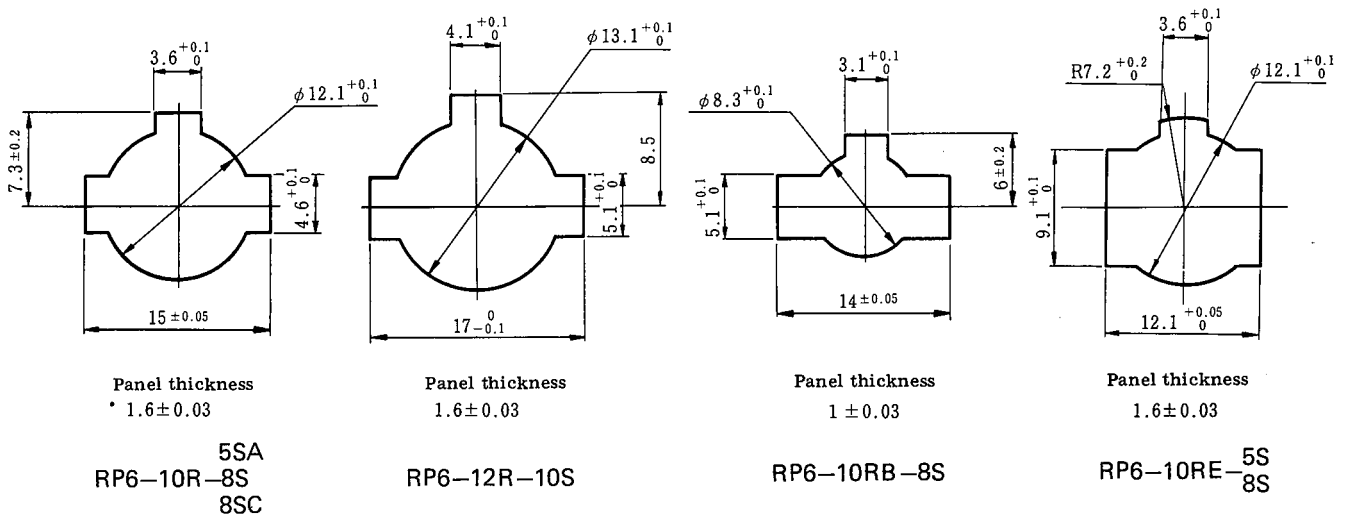 3.6 +0.1 0
φ12.1 +0.1 0
7.3±0.2
4.6 +0.1 0
15 ±0.05
Panel thickness
1.6±0.03
RP6-10R-5SA
8S
8SC
4.1 +0.1 0
φ13.1 +0.1 0
8.5
5.1 +0.1 0
17 0 -0.1
Panel thickness
1.6±0.03
RP6-12R-10S
3.1 +0.1 0
φ8.3 +0.1 0
6±0.2
5.1 +0.1 0
14 ±0.05
Panel thickness
1 ±0.03
RP6-10RB-8S
3.6 +0.1 0
R7.2 +0.2 0
φ12.1 +0.1 0
9.1 +0.1 0
12.1 +0.05 0
Panel thickness
1.6±0.03
RP6-10RE-5S
8S